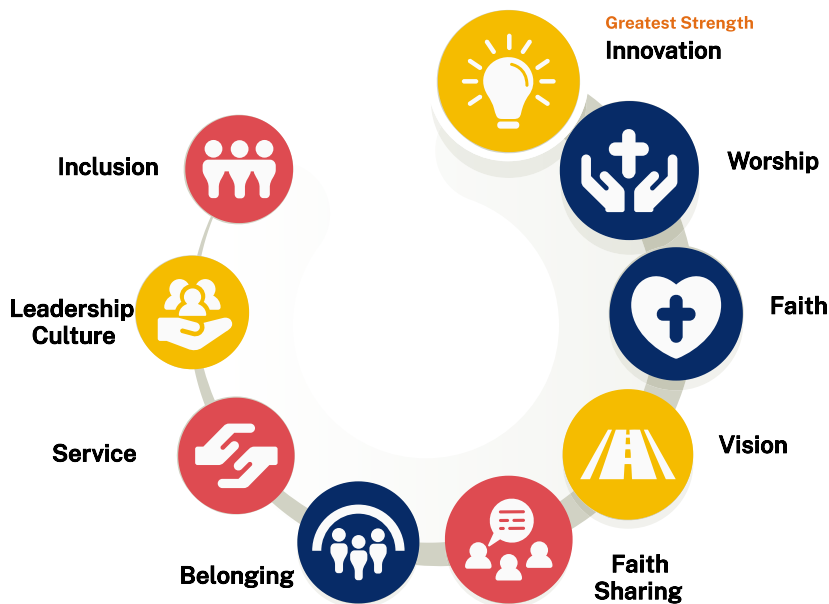 Greatest Strength
Innovation
Worship
Inclusion
Faith
Leadership
Culture
Vision
Service
Faith
Sharing
Belonging